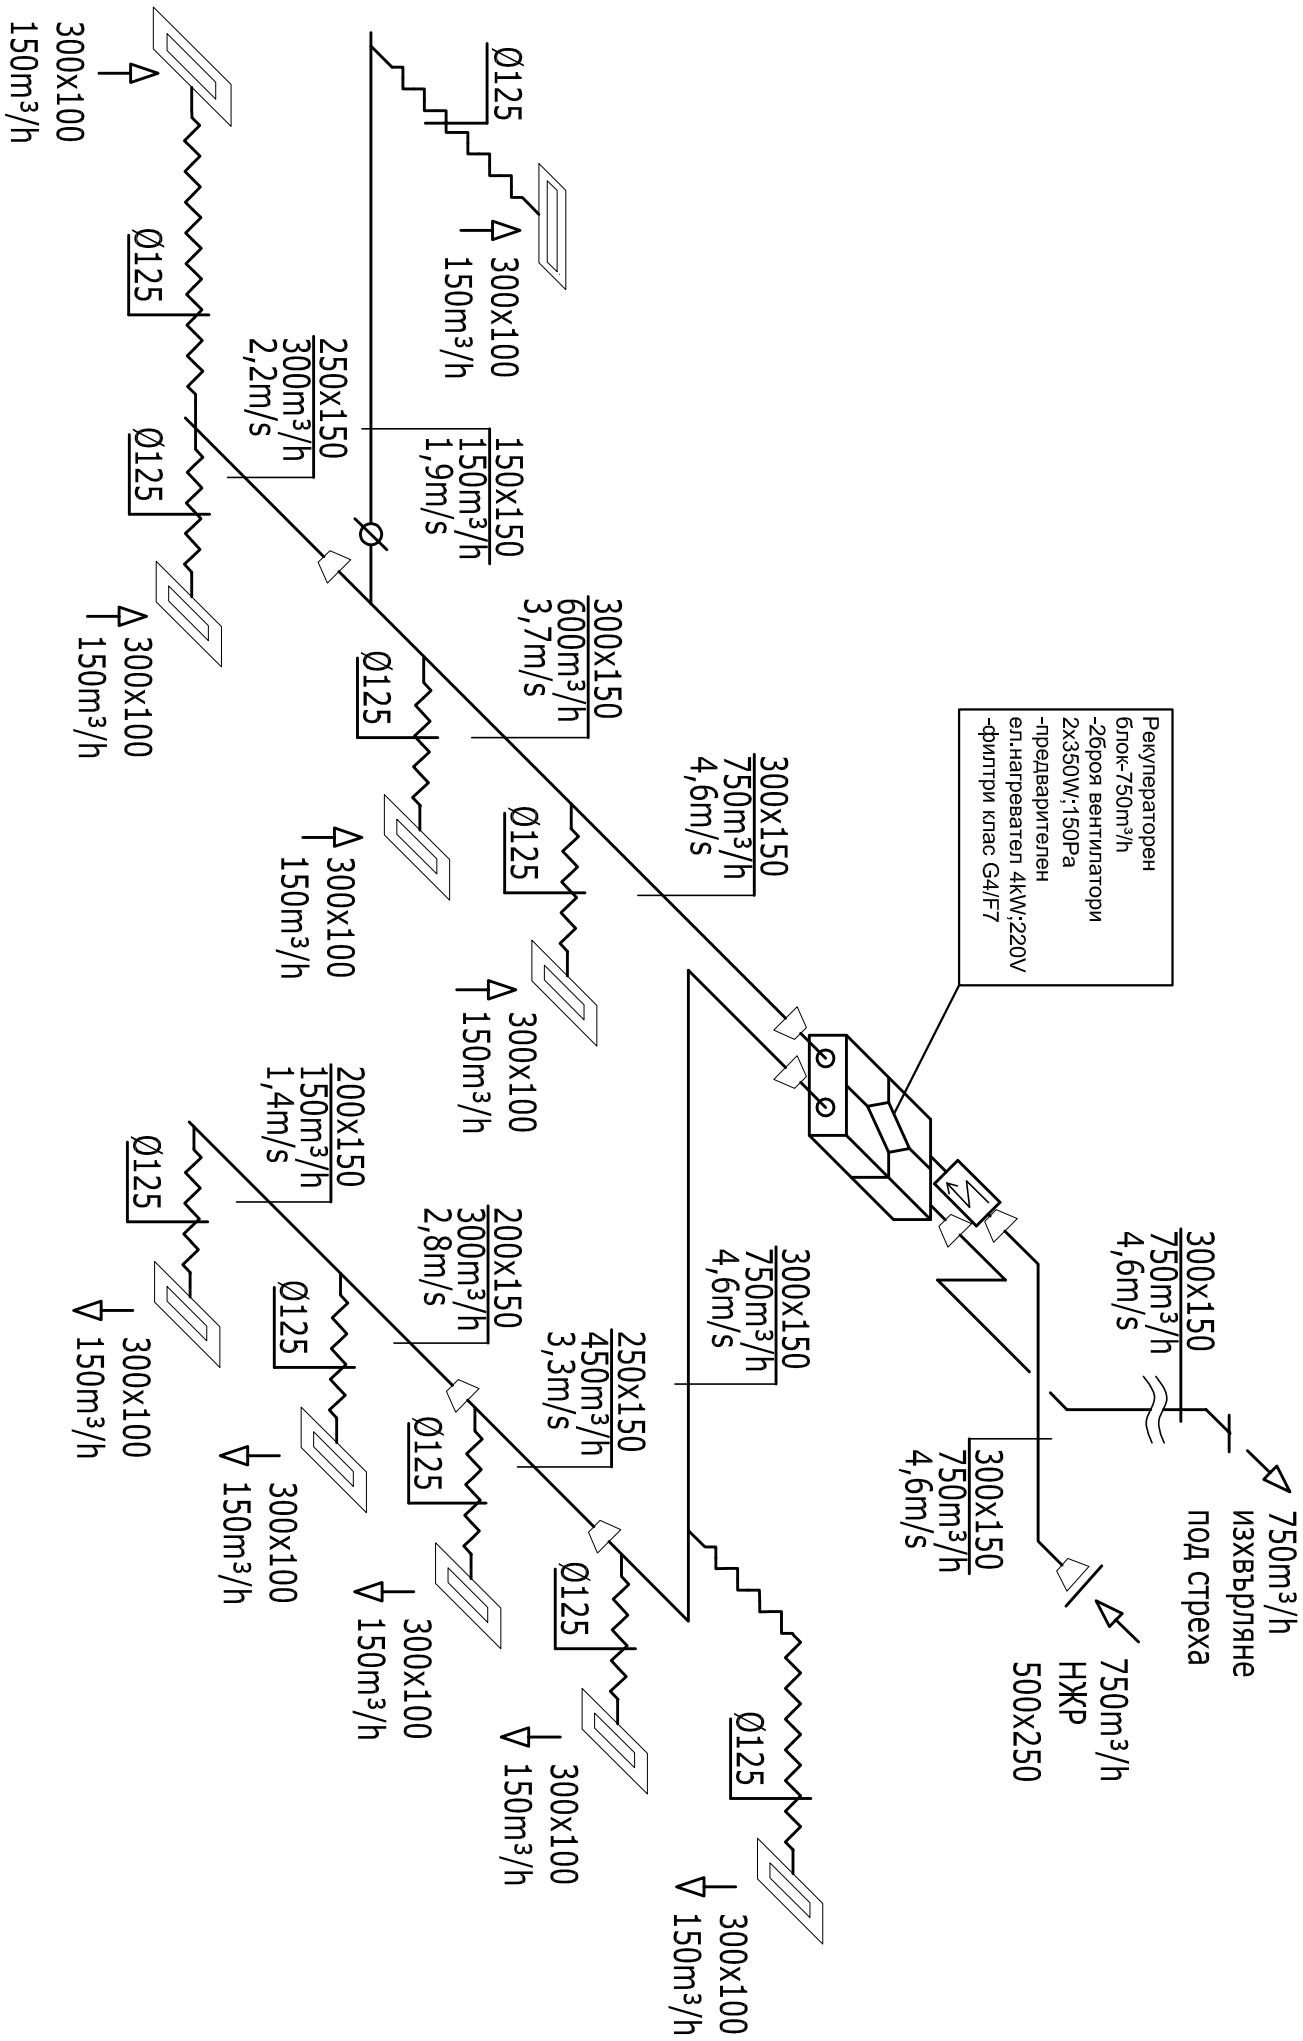 750m³/h
изхвърляне
под стреха
300x150
750m³/h
4,6m/s
750m³/h
НЖР
500x250
Рекуператорен
блок-750m³/h
-2броя вентилатори
2x350W;150Pa
-предварителен
ел.нагревател 4kW;220V
-филтри клас G4/F7
300x150
750m³/h
4,6m/s
300x150
750m³/h
4,6m/s
300x150
750m³/h
4,6m/s
Ø125
300x100
150m³/h
300x150
600m³/h
3,7m/s
250x150
450m³/h
3,3m/s
Ø125
300x100
150m³/h
Ø125
300x100
150m³/h
150x150
150m³/h
1,9m/s
Ø125
300x100
150m³/h
200x150
300m³/h
2,8m/s
Ø125
300x100
150m³/h
Ø125
300x100
150m³/h
250x150
300m³/h
2,2m/s
200x150
150m³/h
1,4m/s
Ø125
300x100
150m³/h
Ø125
Ø125
300x100
150m³/h
Ø125
300x100
150m³/h
300x100
150m³/h